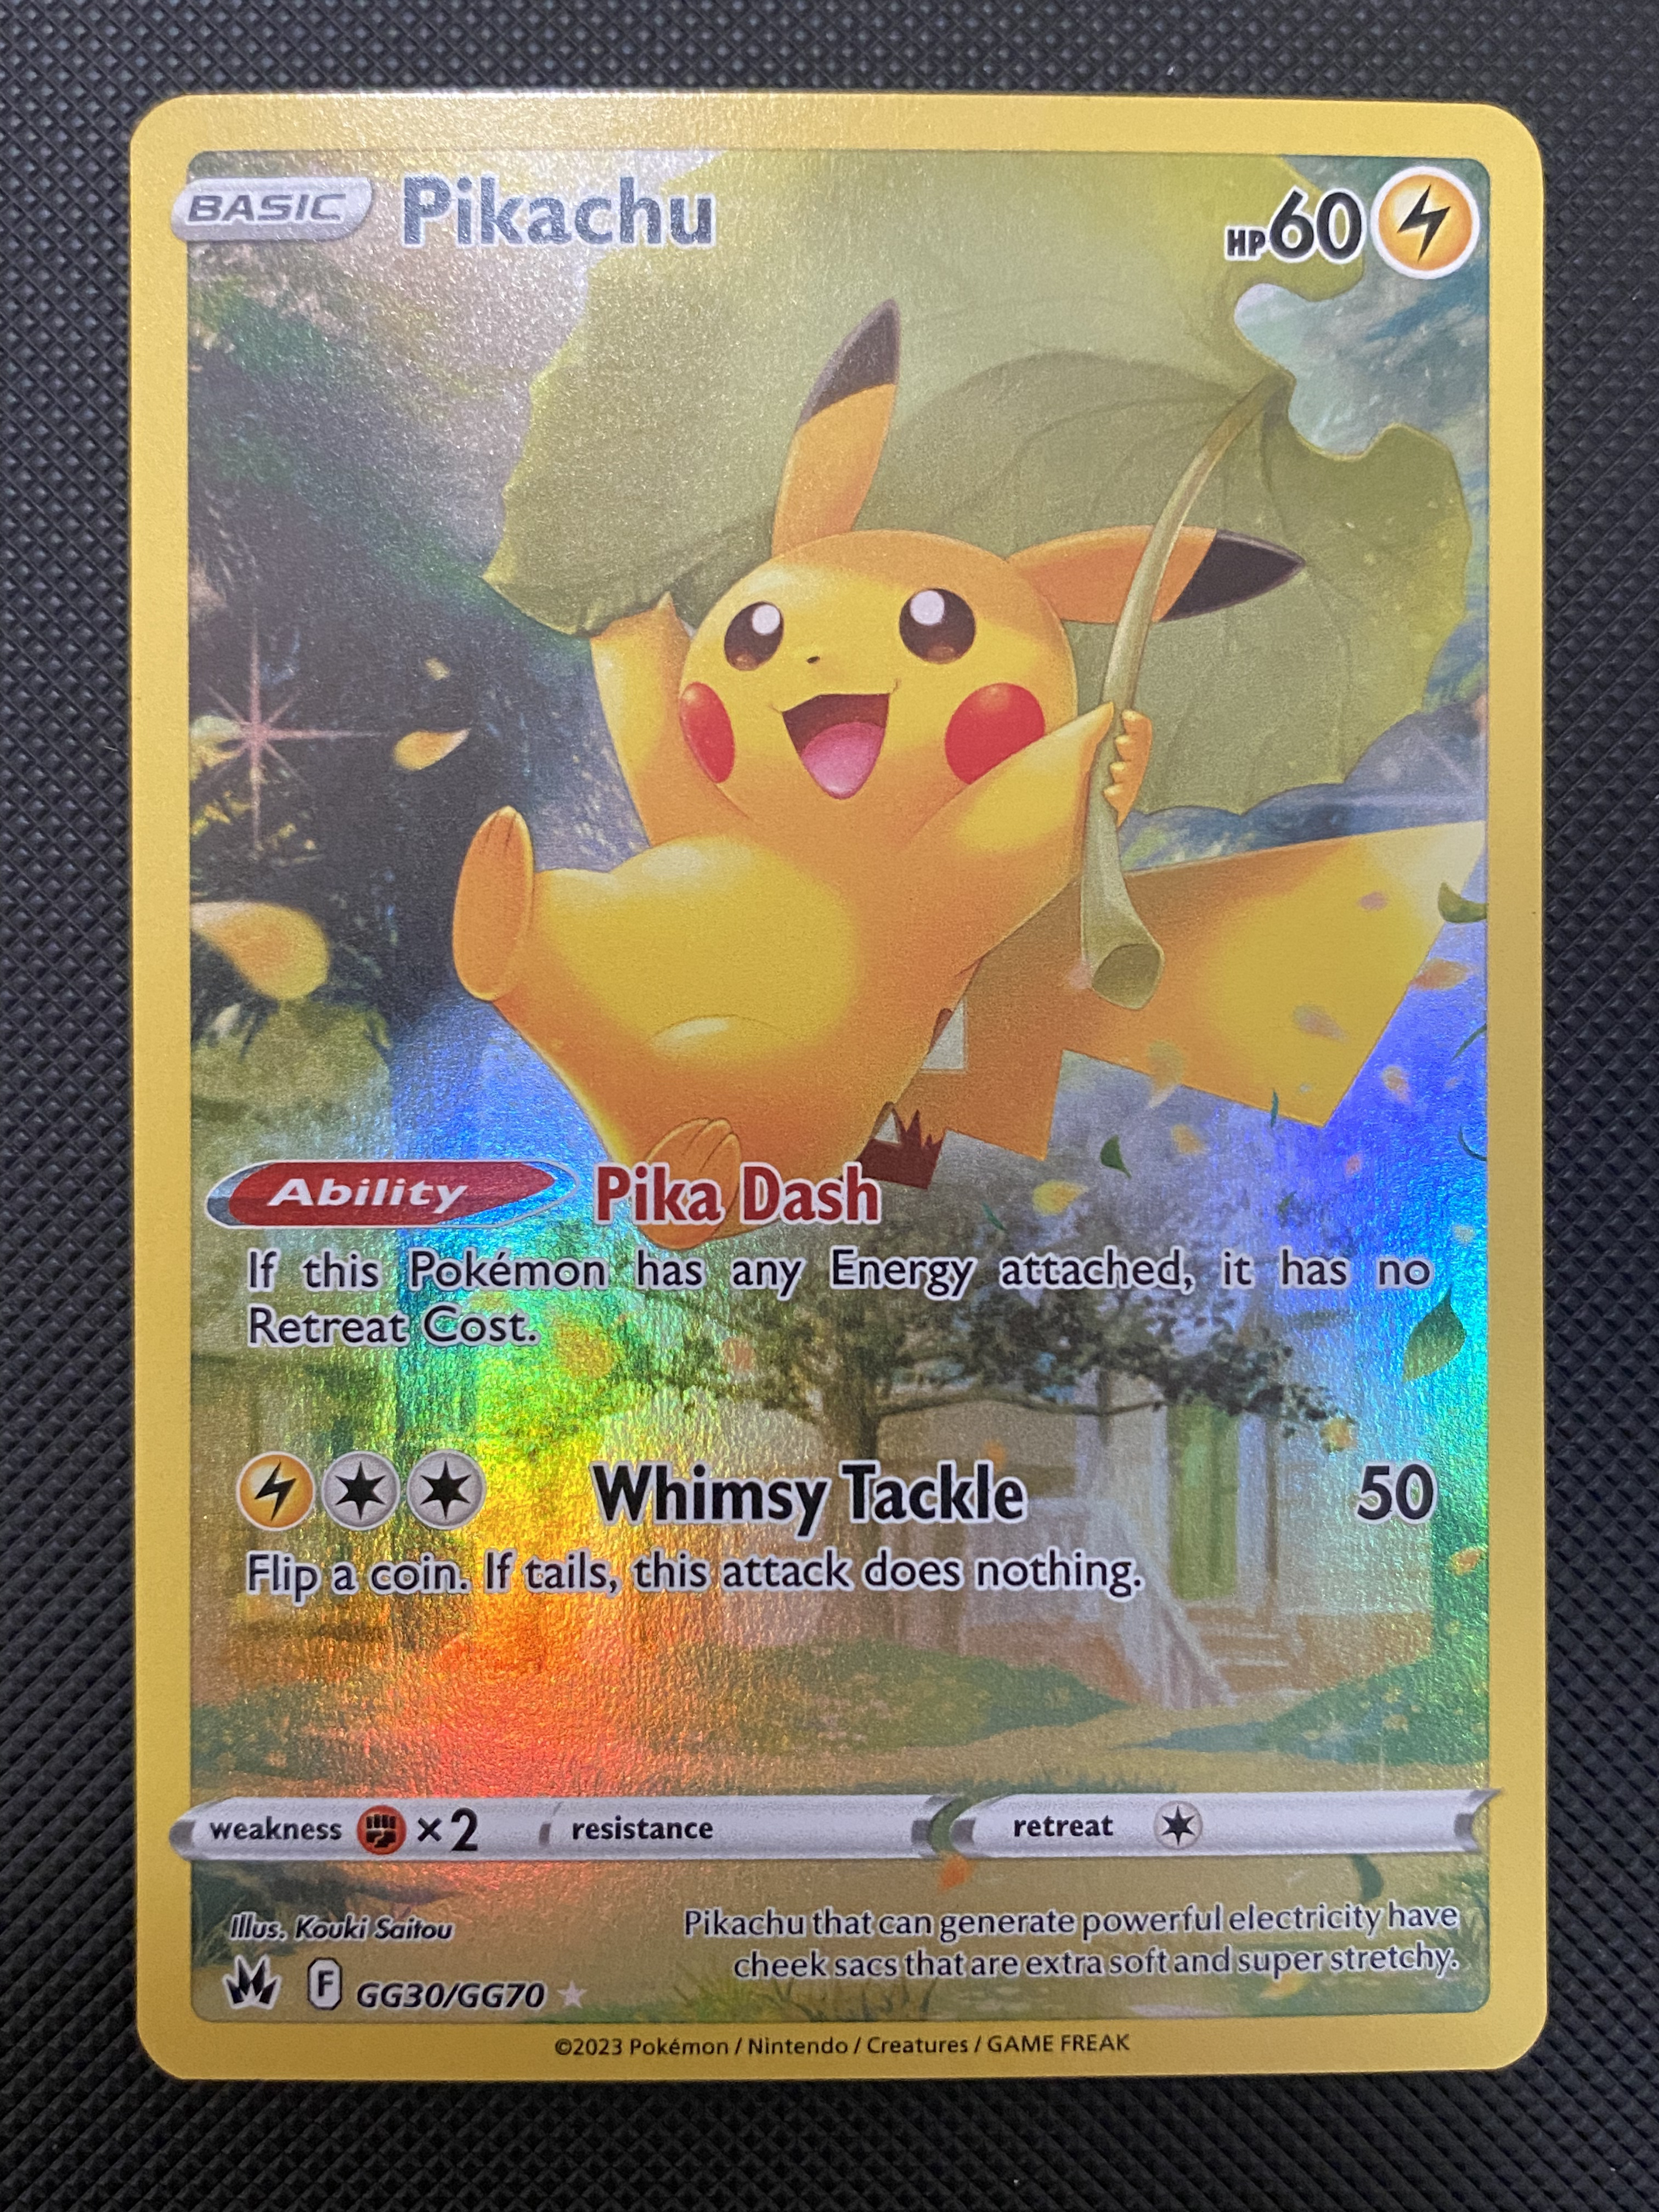 BASIC Pikachu HP60
Ability Pika Dash
If this Pokémon has any Energy attached, it has no
Retreat Cost.
Whimsy Tackle 50
Flip a coin. If tails, this attack does nothing.
weakness ×2 resistance retreat
Illus. Kouki Saitou
Pikachu that can generate powerful electricity have
cheek sacs that are extra soft and super stretchy.
F GG30/GG70
©2023 Pokémon / Nintendo / Creatures / GAME FREAK